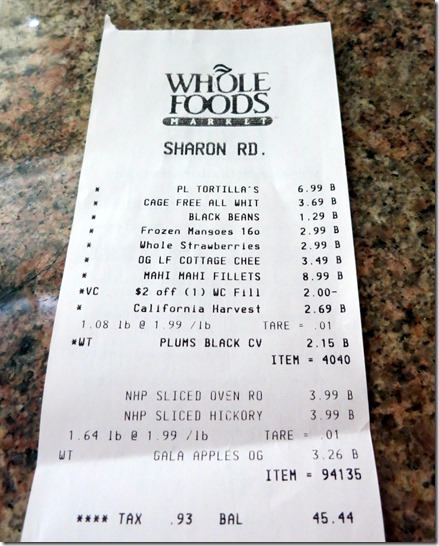 WHOLE
FOODS
MARKET
SHARON RD.
* PL TORTILLA'S 6.99 B
* CAGE FREE ALL WHIT 3.69 B
* BLACK BEANS 1.29 B
* Frozen Mangoes 16o 2.99 B
* Whole Strawberries 2.99 B
* OG LF COTTAGE CHEE 3.49 B
* MAHI MAHI FILLETS 8.99 B
*VC $2 off (1) WC Fill 2.00-
* California Harvest 2.69 B
1.08 lb @ 1.99 /lb TARE = .01
*WT PLUMS BLACK CV 2.15 B
ITEM = 4040
NHP SLICED OVEN RO 3.99 B
NHP SLICED HICKORY 3.99 B
1.64 lb @ 1.99 /lb TARE = .01
WT GALA APPLES OG 3.26 B
ITEM = 94135
**** TAX .93 BAL 45.44